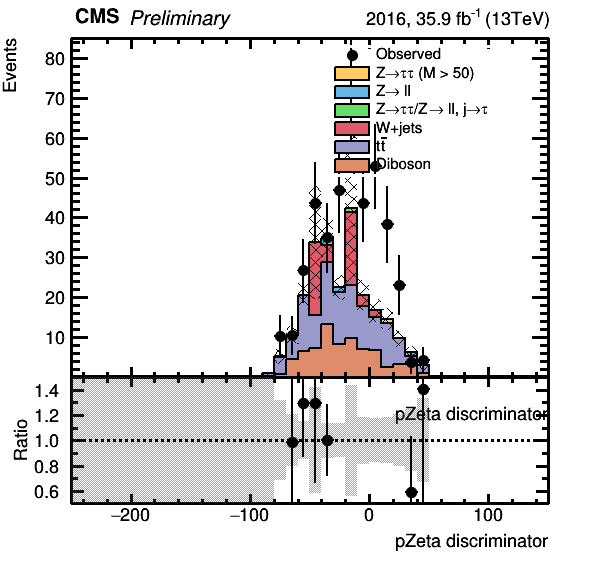 CMS Preliminary 2016, 35.9 fb⁻¹ (13TeV)
Events
80
70
60
50
40
30
20
10
Observed
Z→ττ (M > 50)
Z→ ll
Z→ττ/Z→ ll, j→τ
W+jets
tt̄
Diboson
Ratio
1.4
1.2
1.0
0.8
0.6
pZeta discriminator
−200 −100 0 100
pZeta discriminator